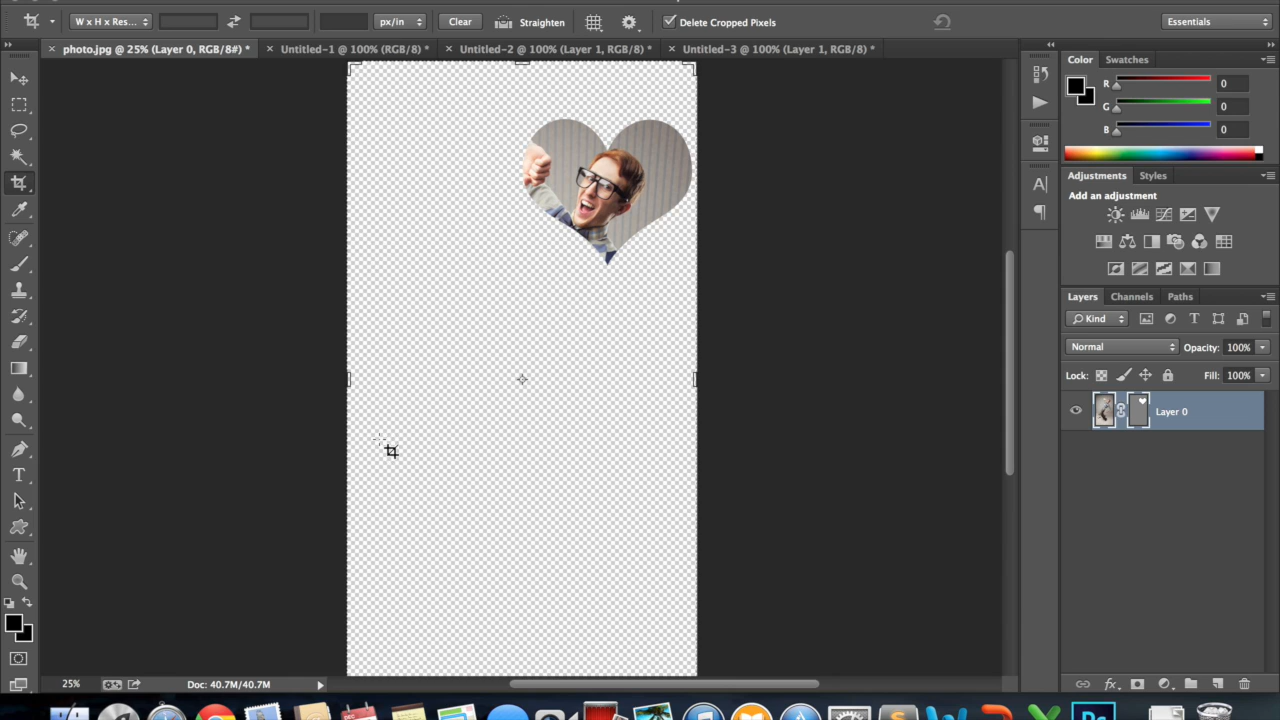 W x H x Res... px/in Clear Straighten Delete Cropped Pixels Essentials
× photo.jpg @ 25% (Layer 0, RGB/8#) * × Untitled-1 @ 100% (RGB/8) * × Untitled-2 @ 100% (Layer 1, RGB/8) * × Untitled-3 @ 100% (Layer 1, RGB/8) *
Color Swatches
R 0
G 0
B 0
Adjustments Styles
Add an adjustment
Layers Channels Paths
Kind
Normal Opacity: 100%
Lock: Fill: 100%
Layer 0
25% Doc: 40.7M/40.7M
DEC
Ps